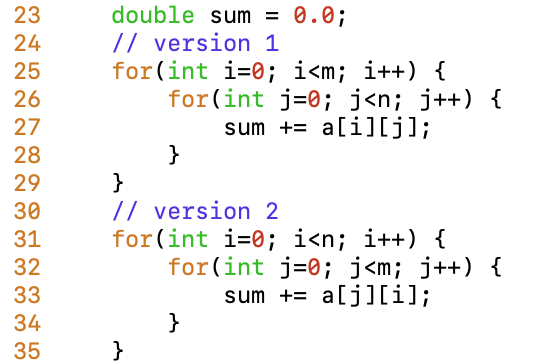 23     double sum = 0.0;
24     // version 1
25     for(int i=0; i<m; i++) {
26         for(int j=0; j<n; j++) {
27             sum += a[i][j];
28         }
29     }
30     // version 2
31     for(int i=0; i<n; i++) {
32         for(int j=0; j<m; j++) {
33             sum += a[j][i];
34         }
35     }